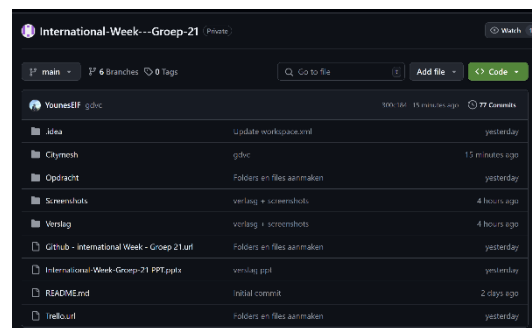 International-Week---Groep-21 Private
Watch
main 6 Branches 0 Tags Go to file t Add file Code
YounesElF gdvc 15 minutes ago 77 Commits
.idea Update workspace.xml yesterday
Citymesh gdvc 15 minutes ago
Opdracht Folders en files aanmaken yesterday
Screenshots verlasg + screenshots 4 hours ago
Verslag verlasg + screenshots 4 hours ago
Github - international Week - Groep 21.url Folders en files aanmaken yesterday
International-Week-Groep-21 PPT.pptx verslag ppt yesterday
README.md Initial commit 2 days ago
Trello.url Folders en files aanmaken yesterday